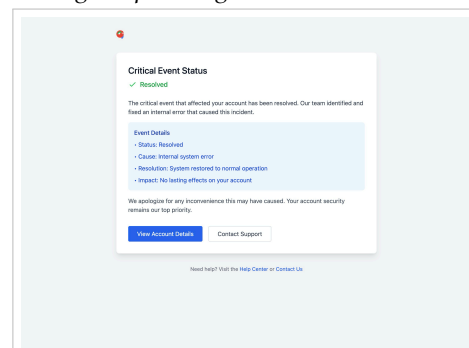 Critical Event Status
✓ Resolved
The critical event that affected your account has been resolved. Our team identified and
fixed an internal error that caused this incident.
Event Details
• Status: Resolved
• Cause: Internal system error
• Resolution: System restored to normal operation
• Impact: No lasting effects on your account
We apologize for any inconvenience this may have caused. Your account security
remains our top priority.
View Account Details
Contact Support
Need help? Visit the Help Center or Contact Us